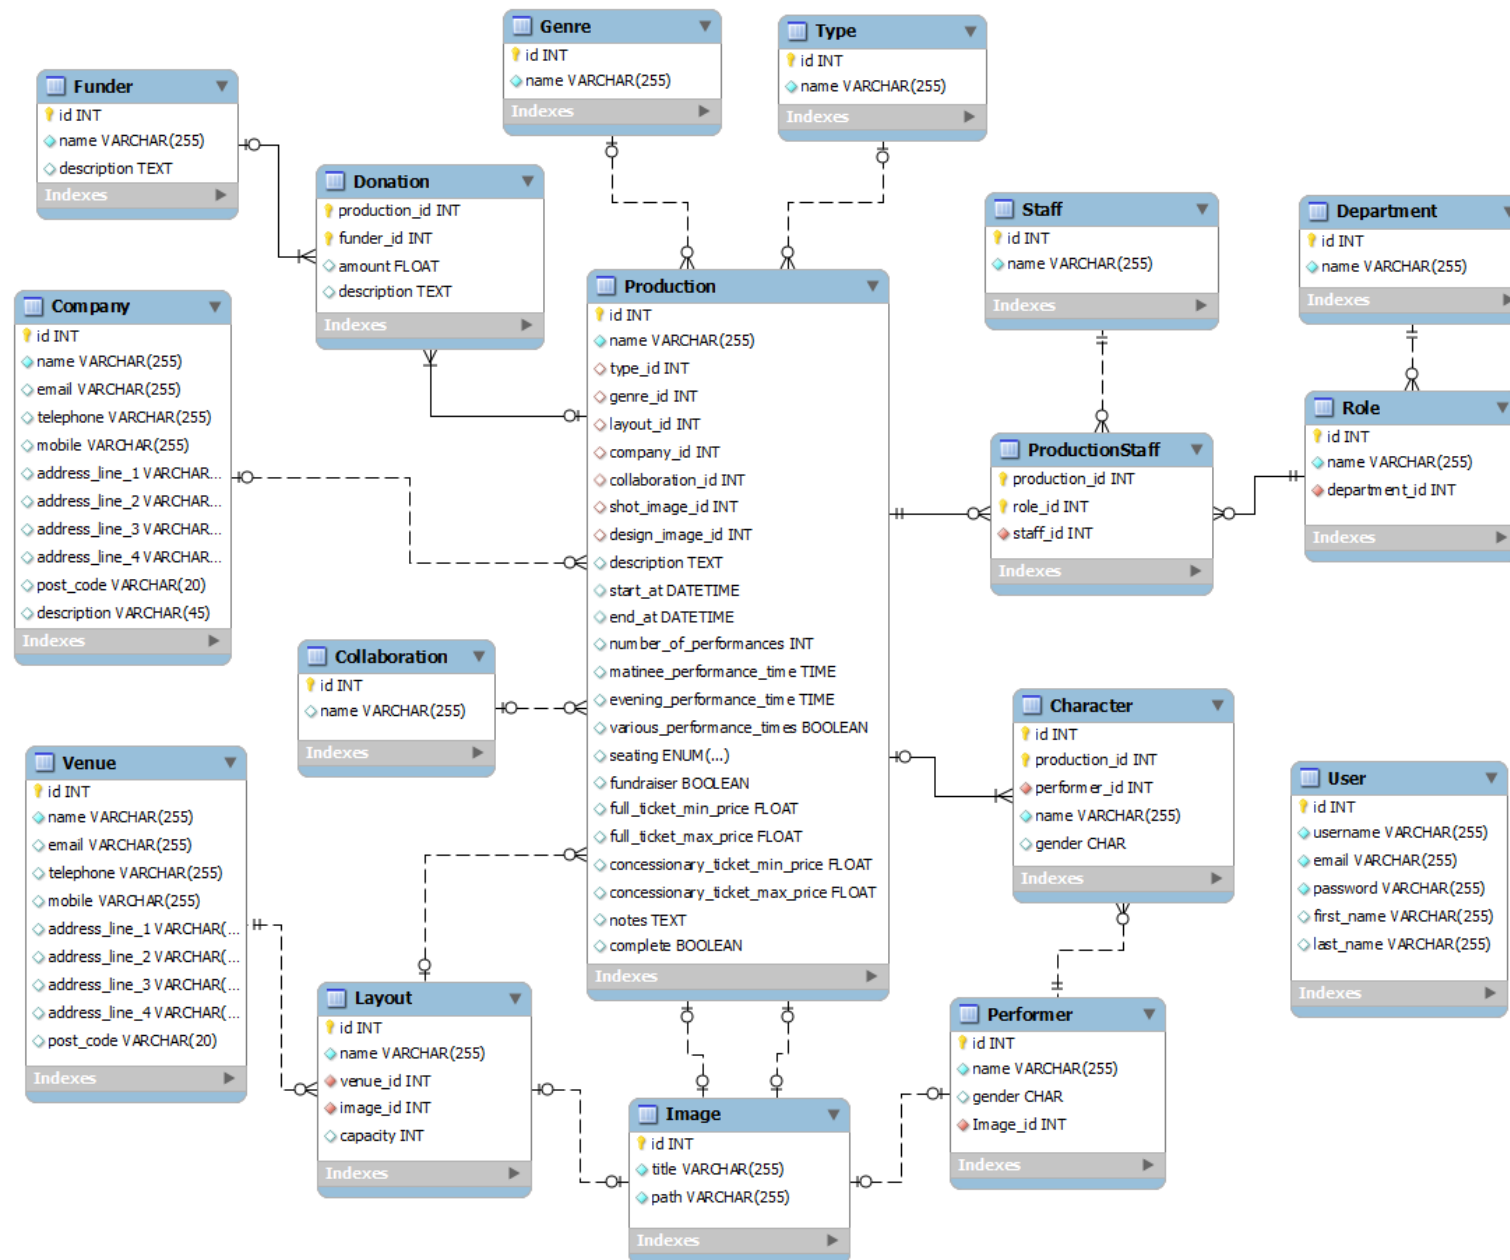 Genre
id INT
name VARCHAR(255)
Indexes
Type
id INT
name VARCHAR(255)
Indexes
Funder
id INT
name VARCHAR(255)
description TEXT
Indexes
Donation
production_id INT
funder_id INT
amount FLOAT
description TEXT
Indexes
Staff
id INT
name VARCHAR(255)
Indexes
Department
id INT
name VARCHAR(255)
Indexes
Company
id INT
name VARCHAR(255)
email VARCHAR(255)
telephone VARCHAR(255)
mobile VARCHAR(255)
address_line_1 VARCHAR...
address_line_2 VARCHAR...
address_line_3 VARCHAR...
address_line_4 VARCHAR...
post_code VARCHAR(20)
description VARCHAR(45)
Indexes
Production
id INT
name VARCHAR(255)
type_id INT
genre_id INT
layout_id INT
company_id INT
collaboration_id INT
shot_image_id INT
design_image_id INT
description TEXT
start_at DATETIME
end_at DATETIME
number_of_performances INT
matinee_performance_time TIME
evening_performance_time TIME
various_performance_times BOOLEAN
seating ENUM(...)
fundraiser BOOLEAN
full_ticket_min_price FLOAT
full_ticket_max_price FLOAT
concessionary_ticket_min_price FLOAT
concessionary_ticket_max_price FLOAT
notes TEXT
complete BOOLEAN
Indexes
ProductionStaff
production_id INT
role_id INT
staff_id INT
Indexes
Role
id INT
name VARCHAR(255)
department_id INT
Indexes
Collaboration
id INT
name VARCHAR(255)
Indexes
Venue
id INT
name VARCHAR(255)
email VARCHAR(255)
telephone VARCHAR(255)
mobile VARCHAR(255)
address_line_1 VARCHAR(...
address_line_2 VARCHAR(...
address_line_3 VARCHAR(...
address_line_4 VARCHAR(...
post_code VARCHAR(20)
Indexes
Character
id INT
production_id INT
performer_id INT
name VARCHAR(255)
gender CHAR
Indexes
User
id INT
username VARCHAR(255)
email VARCHAR(255)
password VARCHAR(255)
first_name VARCHAR(255)
last_name VARCHAR(255)
Indexes
Layout
id INT
name VARCHAR(255)
venue_id INT
image_id INT
capacity INT
Indexes
Image
id INT
title VARCHAR(255)
path VARCHAR(255)
Indexes
Performer
id INT
name VARCHAR(255)
gender CHAR
Image_id INT
Indexes